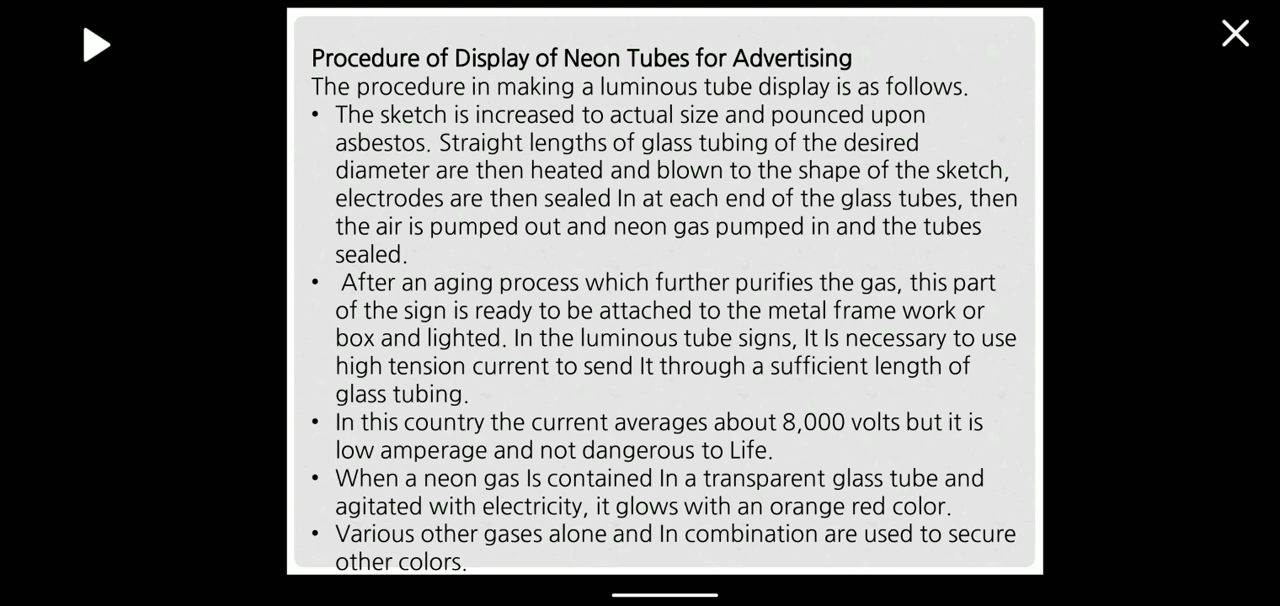 Procedure of Display of Neon Tubes for Advertising
The procedure in making a luminous tube display is as follows.
• The sketch is increased to actual size and pounced upon
asbestos. Straight lengths of glass tubing of the desired
diameter are then heated and blown to the shape of the sketch,
electrodes are then sealed In at each end of the glass tubes, then
the air is pumped out and neon gas pumped in and the tubes
sealed.
• After an aging process which further purifies the gas, this part
of the sign is ready to be attached to the metal frame work or
box and lighted. In the luminous tube signs, It Is necessary to use
high tension current to send It through a sufficient length of
glass tubing.
• In this country the current averages about 8,000 volts but it is
low amperage and not dangerous to Life.
• When a neon gas Is contained In a transparent glass tube and
agitated with electricity, it glows with an orange red color.
• Various other gases alone and In combination are used to secure
other colors.